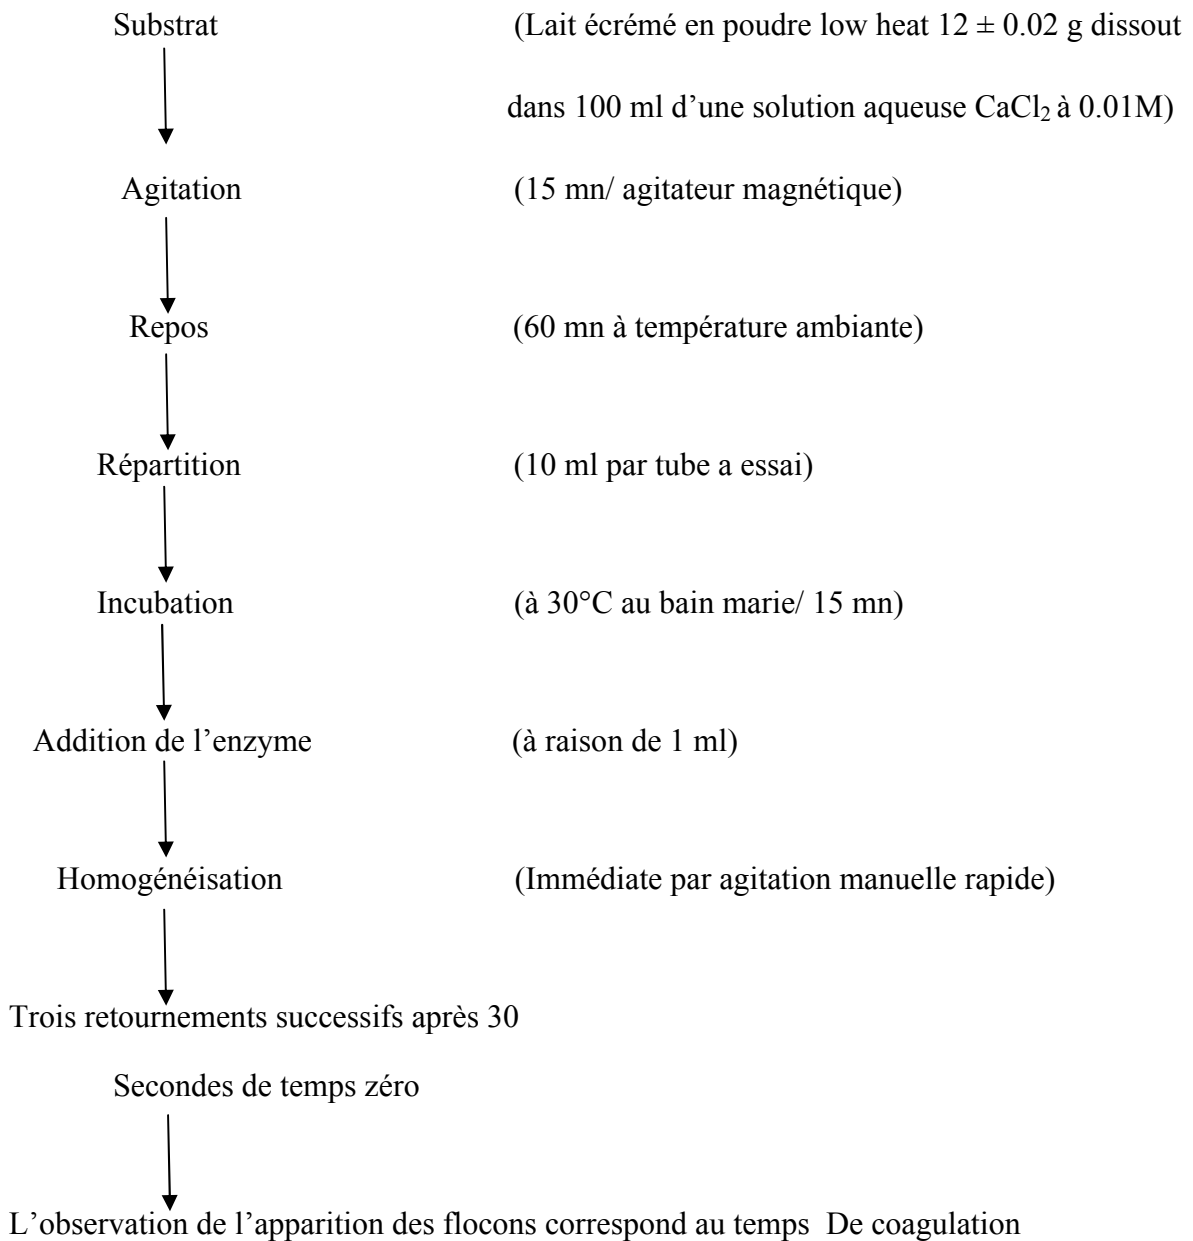 Substrat (Lait écrémé en poudre low heat 12 ± 0.02 g dissout
dans 100 ml d’une solution aqueuse CaCl₂ à 0.01M)
Agitation (15 mn/ agitateur magnétique)
Repos (60 mn à température ambiante)
Répartition (10 ml par tube a essai)
Incubation (à 30°C au bain marie/ 15 mn)
Addition de l’enzyme (à raison de 1 ml)
Homogénéisation (Immédiate par agitation manuelle rapide)
Trois retournements successifs après 30
Secondes de temps zéro
L’observation de l’apparition des flocons correspond au temps De coagulation